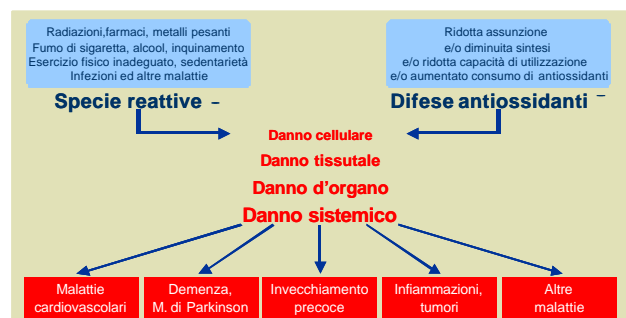 Radiazioni,farmaci, metalli pesanti
Fumo di sigaretta, alcool, inquinamento
Esercizio fisico inadeguato, sedentarietà
Infezioni ed altre malattie
Ridotta assunzione
e/o diminuita sintesi
e/o ridotta capacità di utilizzazione
e/o aumentato consumo di antiossidanti
Specie reattive -
Difese antiossidanti -
Danno cellulare
Danno tissutale
Danno d'organo
Danno sistemico
Malattie
cardiovascolari
Demenza,
M. di Parkinson
Invecchiamento
precoce
Infiammazioni,
tumori
Altre
malattie